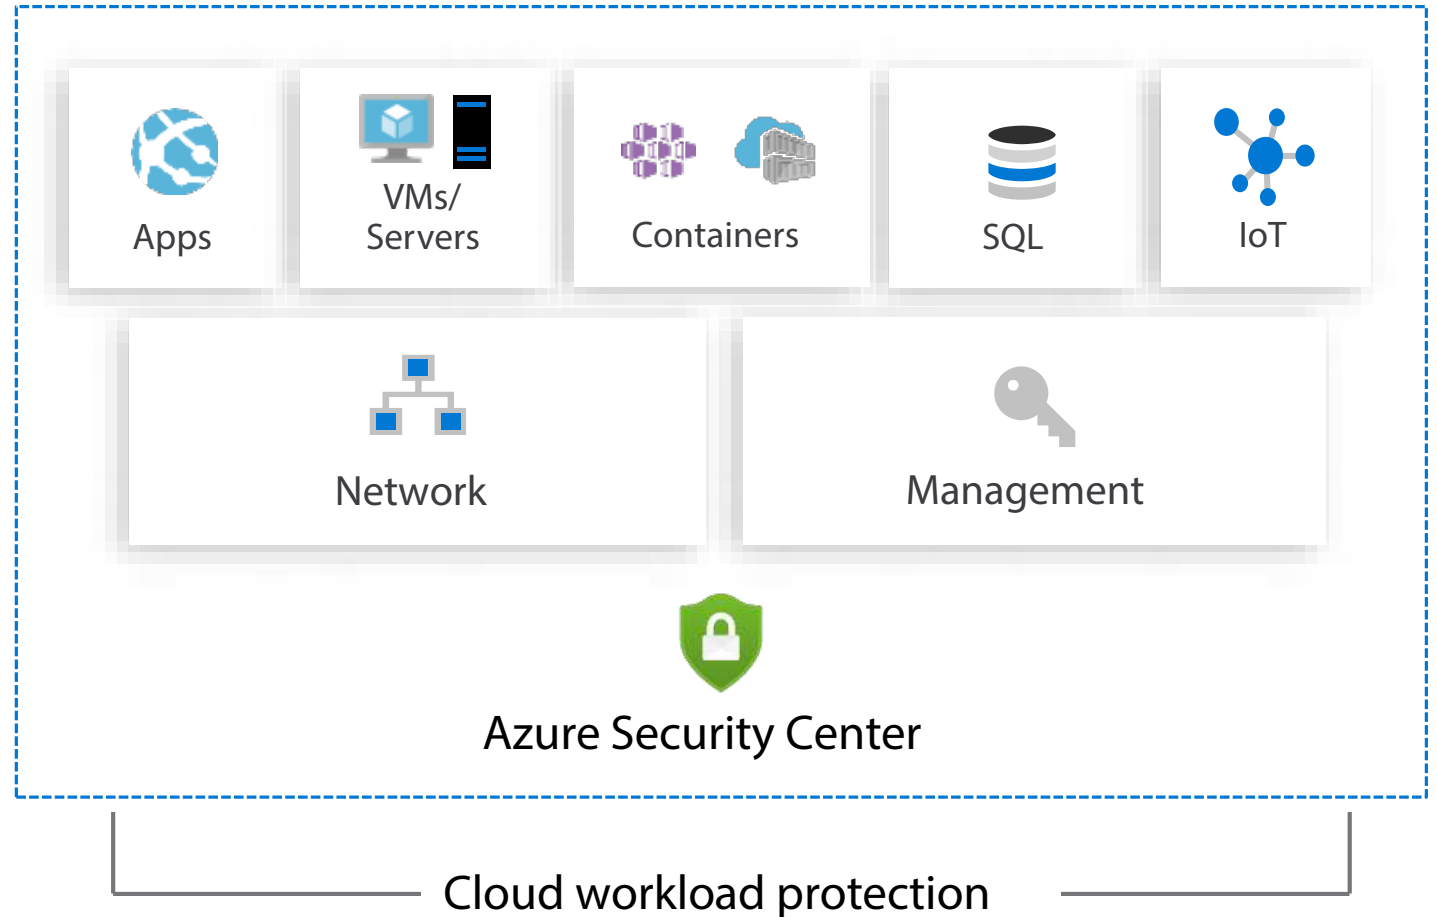 Apps
VMs/
Servers
Containers
SQL
IoT
Network
Management
Azure Security Center
Cloud workload protection